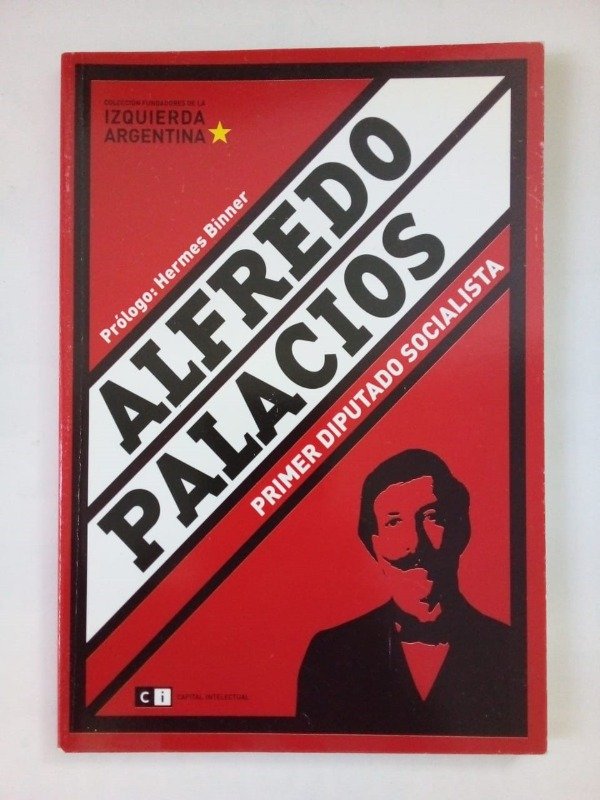 COLECCIÓN FUNDADORES DE LA
IZQUIERDA
ARGENTINA
Prólogo: Hermes Binner
ALFREDO
PALACIOS
PRIMER DIPUTADO SOCIALISTA
Ci CAPITAL INTELECTUAL